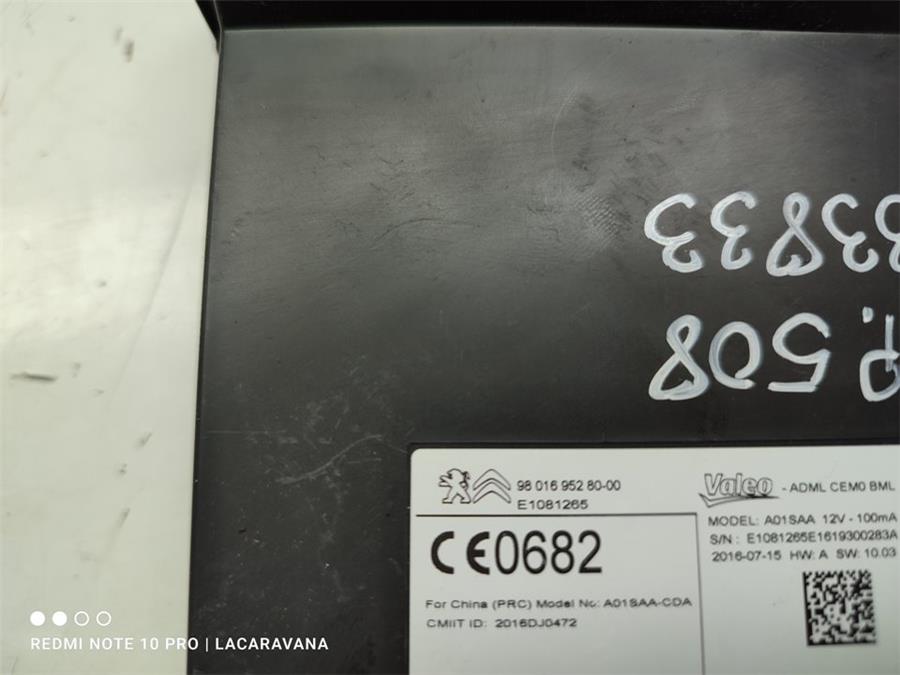 P.508
33833
98 016 952 80-00
E1081265
CE0682
For China (PRC) Model No: A01SAA-CDA
CMIIT ID: 2016DJ0472
Valeo - ADML CEM0 BML
MODEL: A01SAA 12V - 100mA
S/N : E1081265E1619300283A
2016-07-15 HW: A SW: 10.03
REDMI NOTE 10 PRO | LACARAVANA